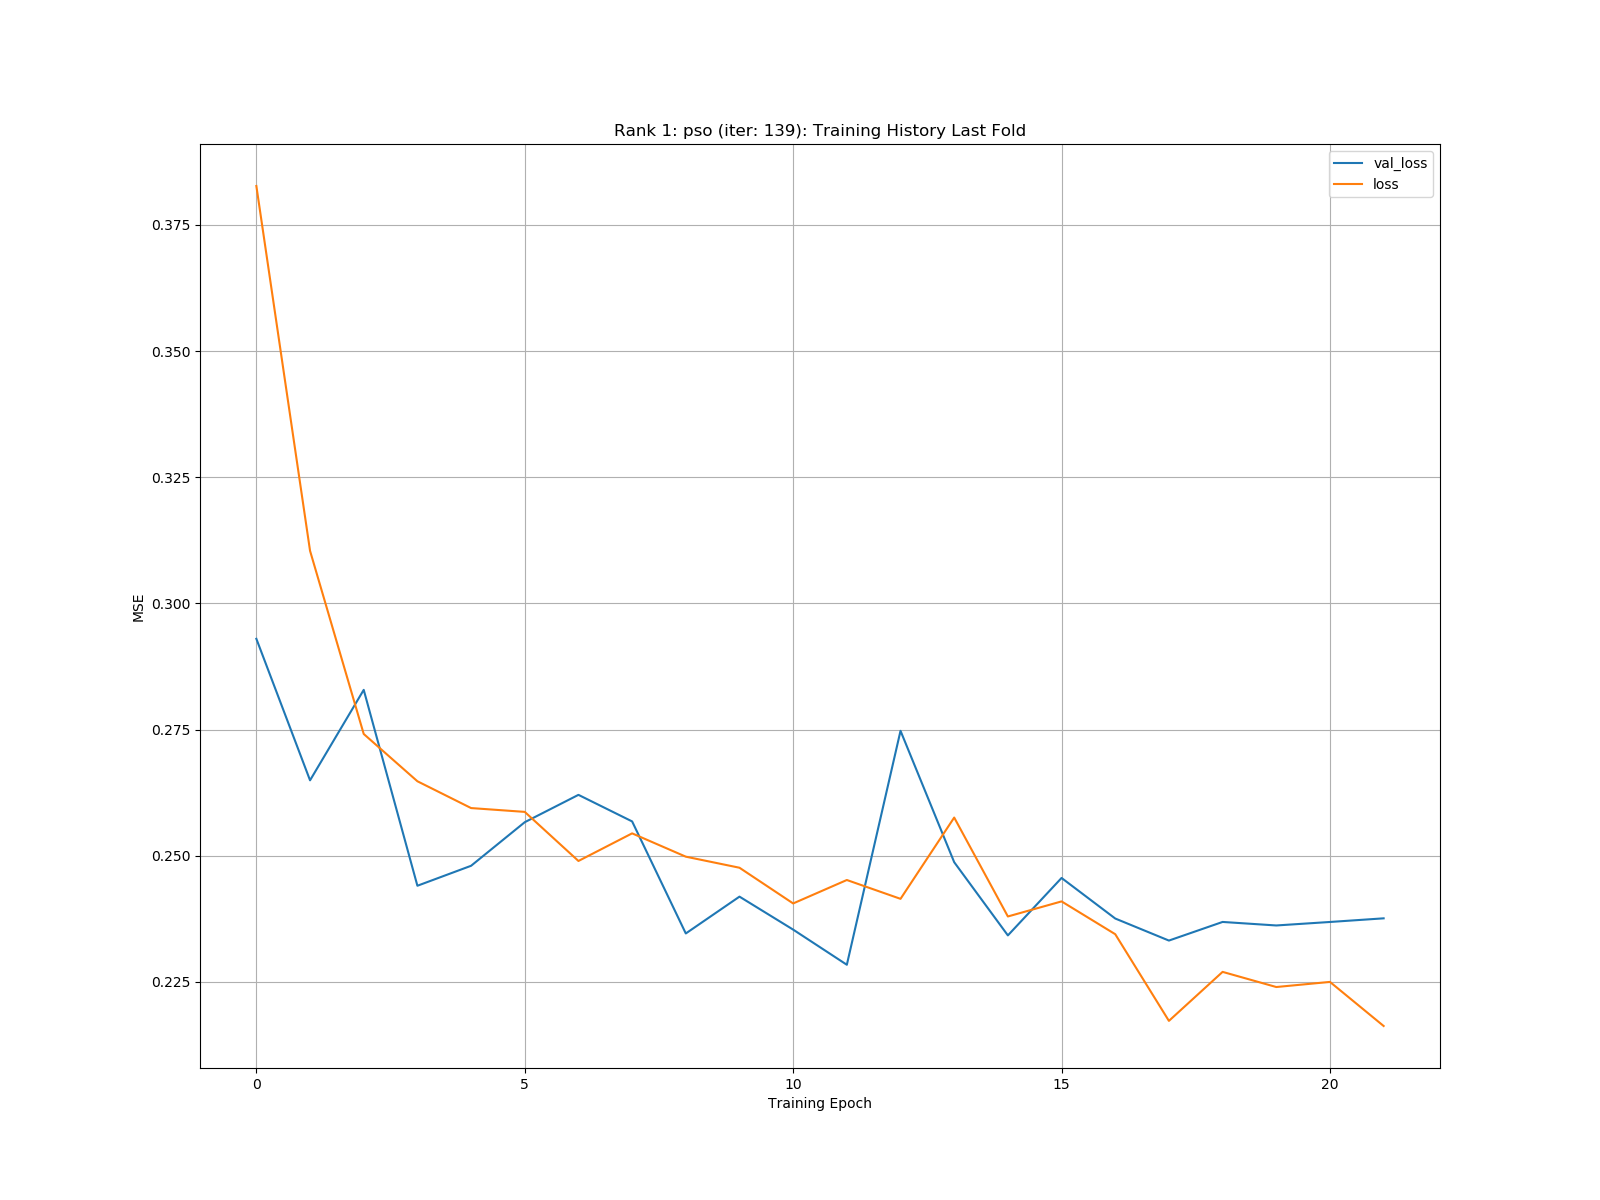 Rank 1: pso (iter: 139): Training History Last Fold
val_loss
loss
0.375
0.350
0.325
0.300
0.275
0.250
0.225
MSE
0 5 10 15 20
Training Epoch